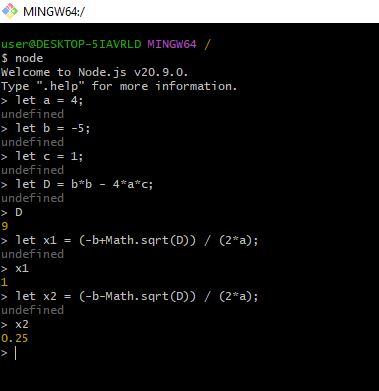 MINGW64:/
user@DESKTOP-5IAVRLD MINGW64 /
$ node
Welcome to Node.js v20.9.0.
Type ".help" for more information.
> let a = 4;
undefined
> let b = -5;
undefined
> let c = 1;
undefined
> let D = b*b - 4*a*c;
undefined
> D
9
> let x1 = (-b+Math.sqrt(D)) / (2*a);
undefined
> x1
1
> let x2 = (-b-Math.sqrt(D)) / (2*a);
undefined
> x2
0.25
>